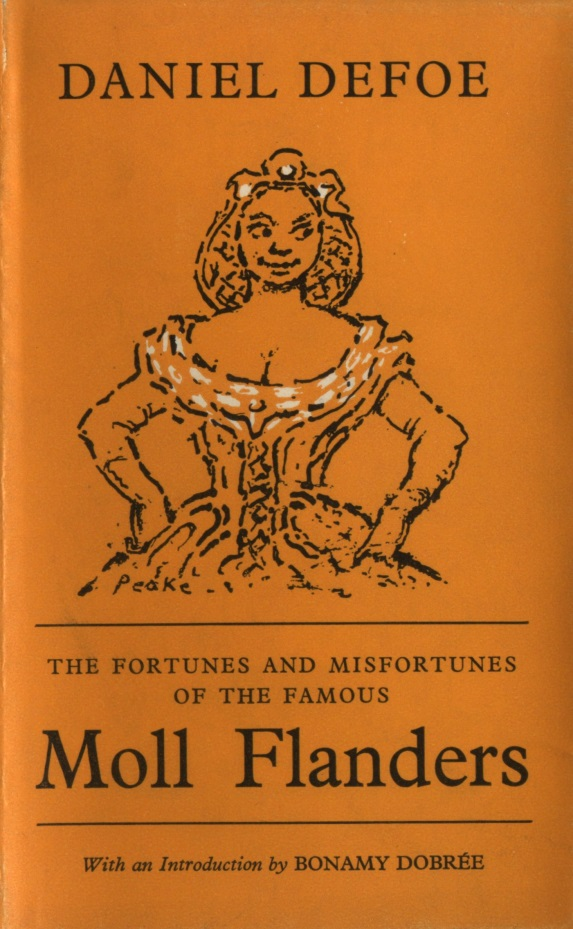 DANIEL DEFOE
Peake
THE FORTUNES AND MISFORTUNES
OF THE FAMOUS
Moll Flanders
With an Introduction by BONAMY DOBRÉE